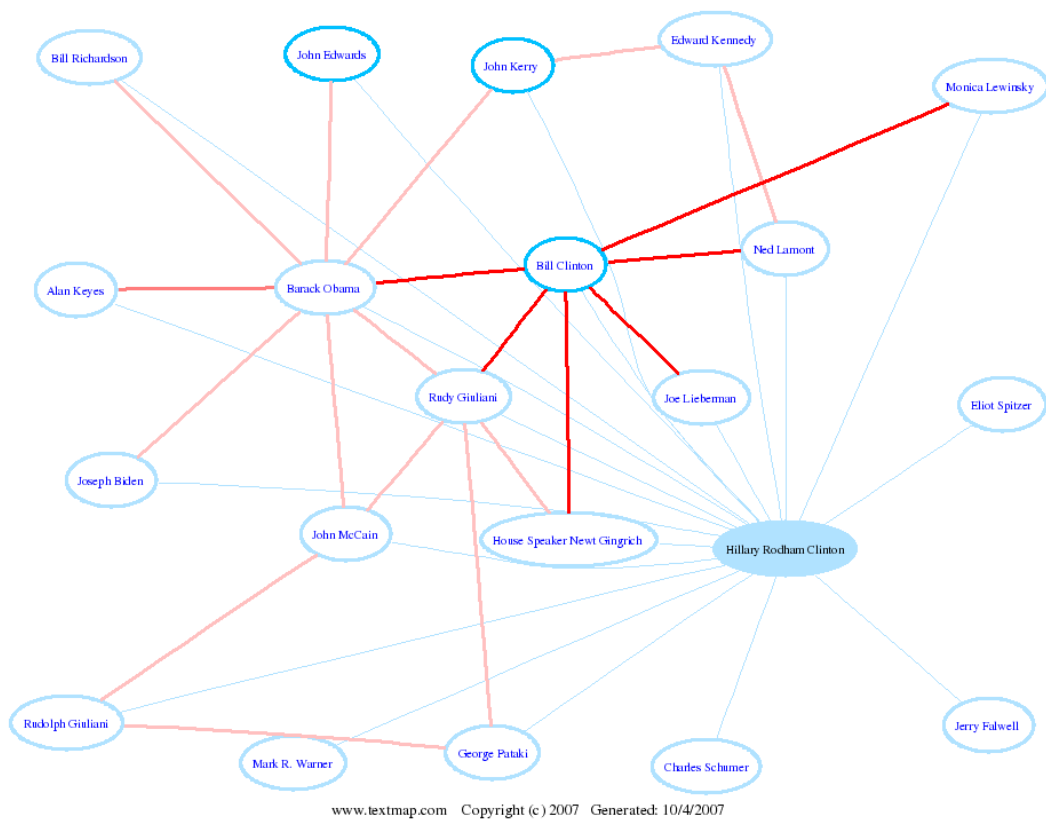 Edward Kennedy
John Edwards
Bill Richardson
John Kerry
Monica Lewinsky
Ned Lamont
Bill Clinton
Barack Obama
Alan Keyes
Rudy Giuliani
Joe Lieberman
Eliot Spitzer
Joseph Biden
John McCain
House Speaker Newt Gingrich
Hillary Rodham Clinton
Rudolph Giuliani
Jerry Falwell
George Pataki
Mark R. Warner
Charles Schumer
www.textmap.com Copyright (c) 2007 Generated: 10/4/2007